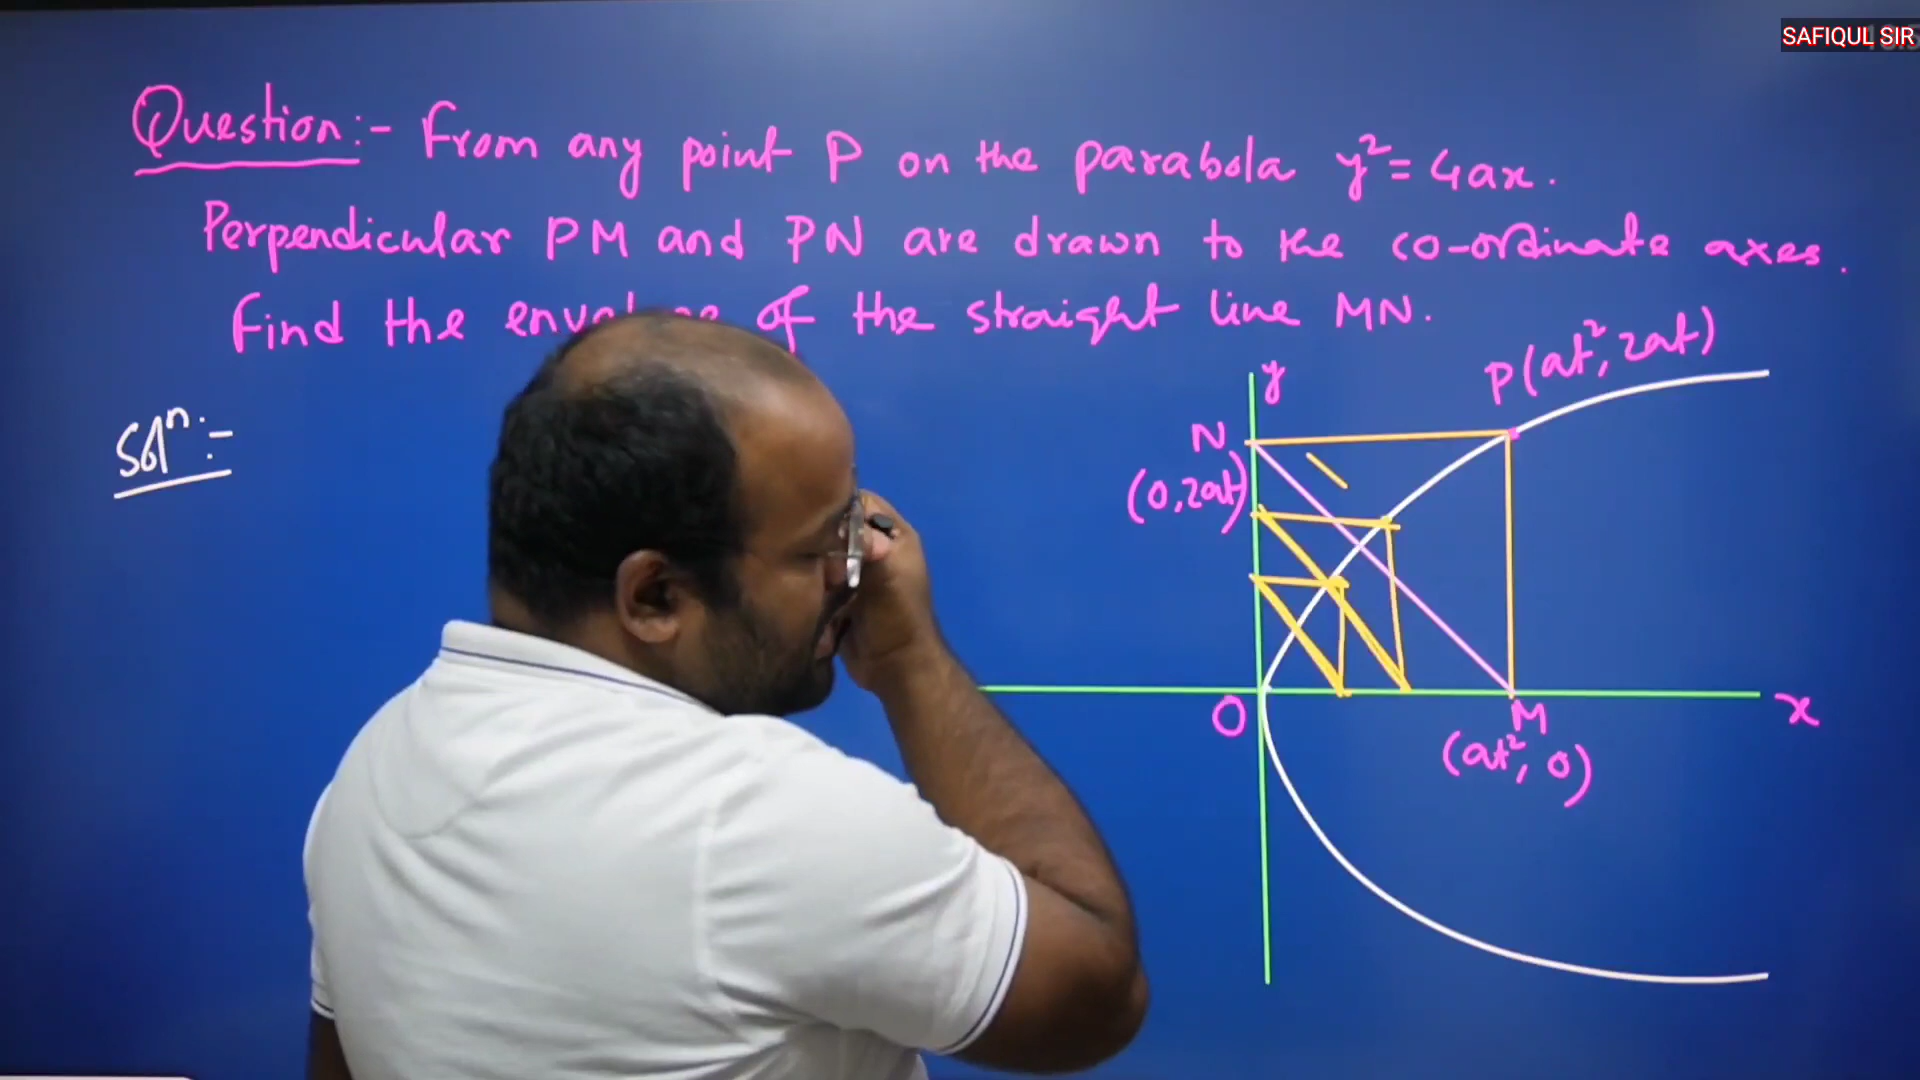 SAFIQUL SIR
Question:- From any point P on the parabola y² = 4ax.
Perpendicular PM and PN are drawn to the co-ordinate axes.
Find the of the straight line MN.
Solⁿ:-
P(at², 2at)
y
N
(0, 2at)
O
M
x
(at², 0)